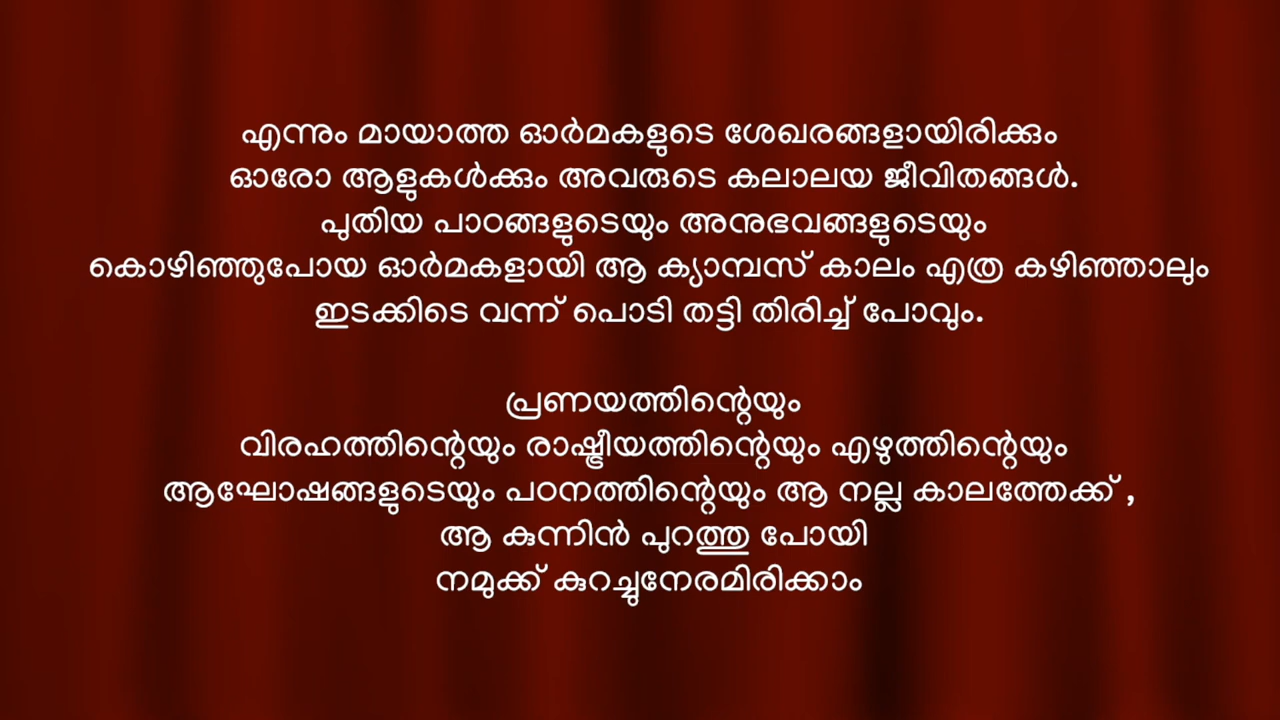 എന്നും മായാത്ത ഓർമകളുടെ ശേഖരങ്ങളായിരിക്കും
ഓരോ ആളുകൾക്കും അവരുടെ കലാലയ ജീവിതങ്ങൾ.
പുതിയ പാഠങ്ങളുടെയും അനുഭവങ്ങളുടെയും
കൊഴിഞ്ഞുപോയ ഓർമകളായി ആ ക്യാമ്പസ് കാലം എത്ര കഴിഞ്ഞാലും
ഇടക്കിടെ വന്ന് പൊടി തട്ടി തിരിച്ച് പോവും.
പ്രണയത്തിന്റെയും
വിരഹത്തിന്റെയും രാഷ്ട്രീയത്തിന്റെയും എഴുത്തിന്റെയും
ആഘോഷങ്ങളുടെയും പഠനത്തിന്റെയും ആ നല്ല കാലത്തേക്ക് ,
ആ കുന്നിൻ പുറത്തു പോയി
നമുക്ക് കുറച്ചുനേരമിരിക്കാം